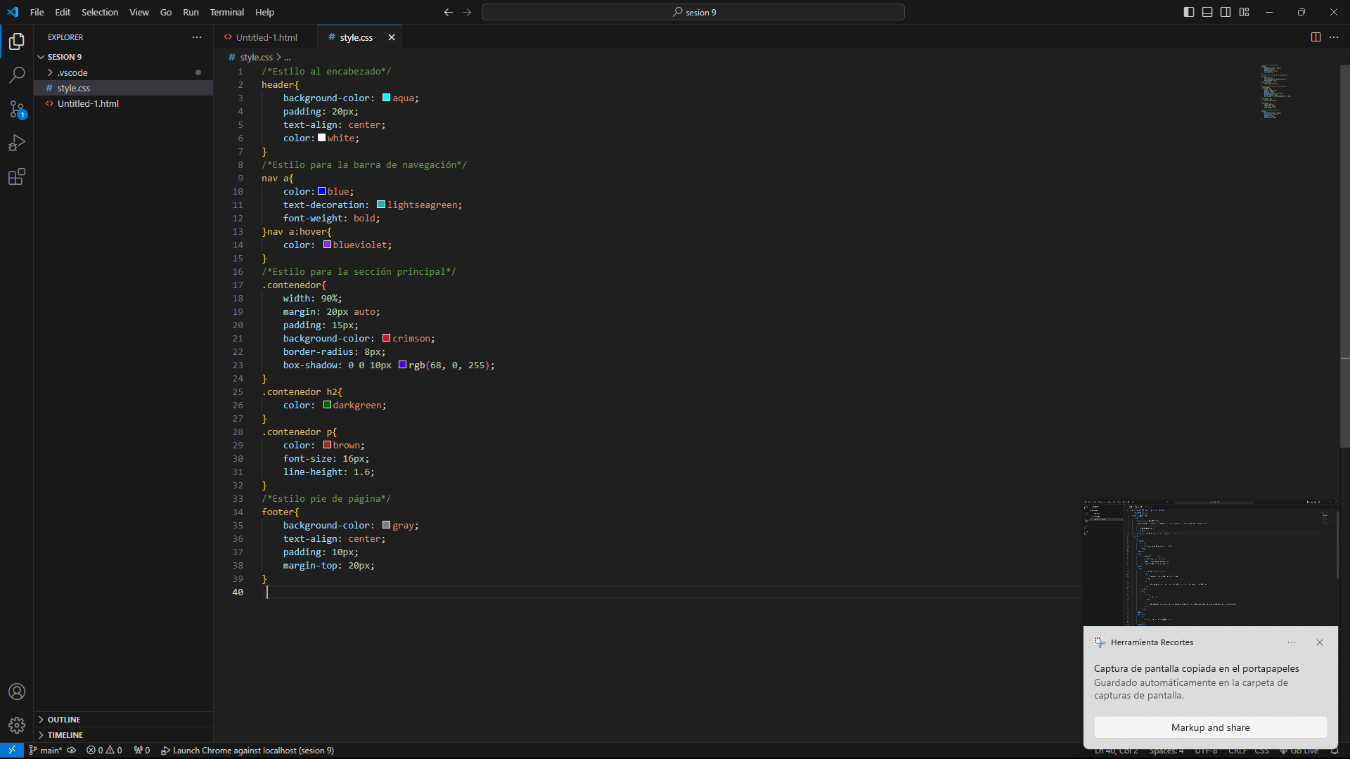 File Edit Selection View Go Run Terminal Help
sesion 9
EXPLORER
SESION 9
.vscode
style.css
Untitled-1.html
Untitled-1.html
style.css
style.css > ...
1 /*Estilo al encabezado*/
2 header{
3 background-color: aqua;
4 padding: 20px;
5 text-align: center;
6 color: white;
7 }
8 /*Estilo para la barra de navegación*/
9 nav a{
10 color: blue;
11 text-decoration: lightseagreen;
12 font-weight: bold;
13 }nav a:hover{
14 color: blueviolet;
15 }
16 /*Estilo para la sección principal*/
17 .contenedor{
18 width: 90%;
19 margin: 20px auto;
20 padding: 15px;
21 background-color: crimson;
22 border-radius: 8px;
23 box-shadow: 0 0 10px rgb(68, 0, 255);
24 }
25 .contenedor h2{
26 color: darkgreen;
27 }
28 .contenedor p{
29 color: brown;
30 font-size: 16px;
31 line-height: 1.6;
32 }
33 /*Estilo pie de página*/
34 footer{
35 background-color: gray;
36 text-align: center;
37 padding: 10px;
38 margin-top: 20px;
39 }
40
Herramienta Recortes
Captura de pantalla copiada en el portapapeles
Guardado automáticamente en la carpeta de
capturas de pantalla.
Markup and share
OUTLINE
TIMELINE
1
main* 0 0 0 Launch Chrome against localhost (sesion 9)
Ln 40, Col 2 Spaces: 4 UTF-8 CRLF CSS Go Live